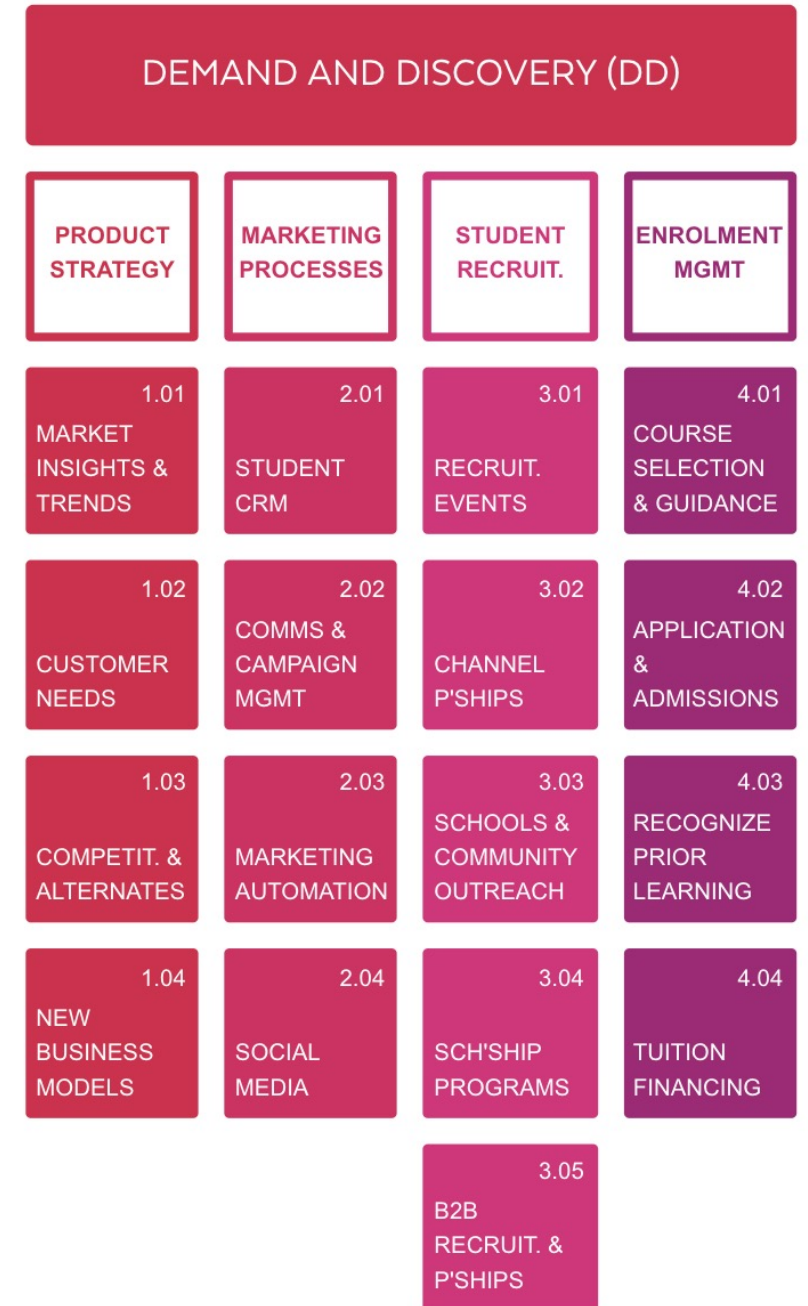 DEMAND AND DISCOVERY (DD)
PRODUCT
STRATEGY
MARKETING
PROCESSES
STUDENT
RECRUIT.
ENROLMENT
MGMT
1.01
MARKET
INSIGHTS &
TRENDS
2.01
STUDENT
CRM
3.01
RECRUIT.
EVENTS
4.01
COURSE
SELECTION
& GUIDANCE
1.02
CUSTOMER
NEEDS
2.02
COMMS &
CAMPAIGN
MGMT
3.02
CHANNEL
P'SHIPS
4.02
APPLICATION
&
ADMISSIONS
1.03
COMPETIT. &
ALTERNATES
2.03
MARKETING
AUTOMATION
3.03
SCHOOLS &
COMMUNITY
OUTREACH
4.03
RECOGNIZE
PRIOR
LEARNING
1.04
NEW
BUSINESS
MODELS
2.04
SOCIAL
MEDIA
3.04
SCH'SHIP
PROGRAMS
4.04
TUITION
FINANCING
3.05
B2B
RECRUIT. &
P'SHIPS